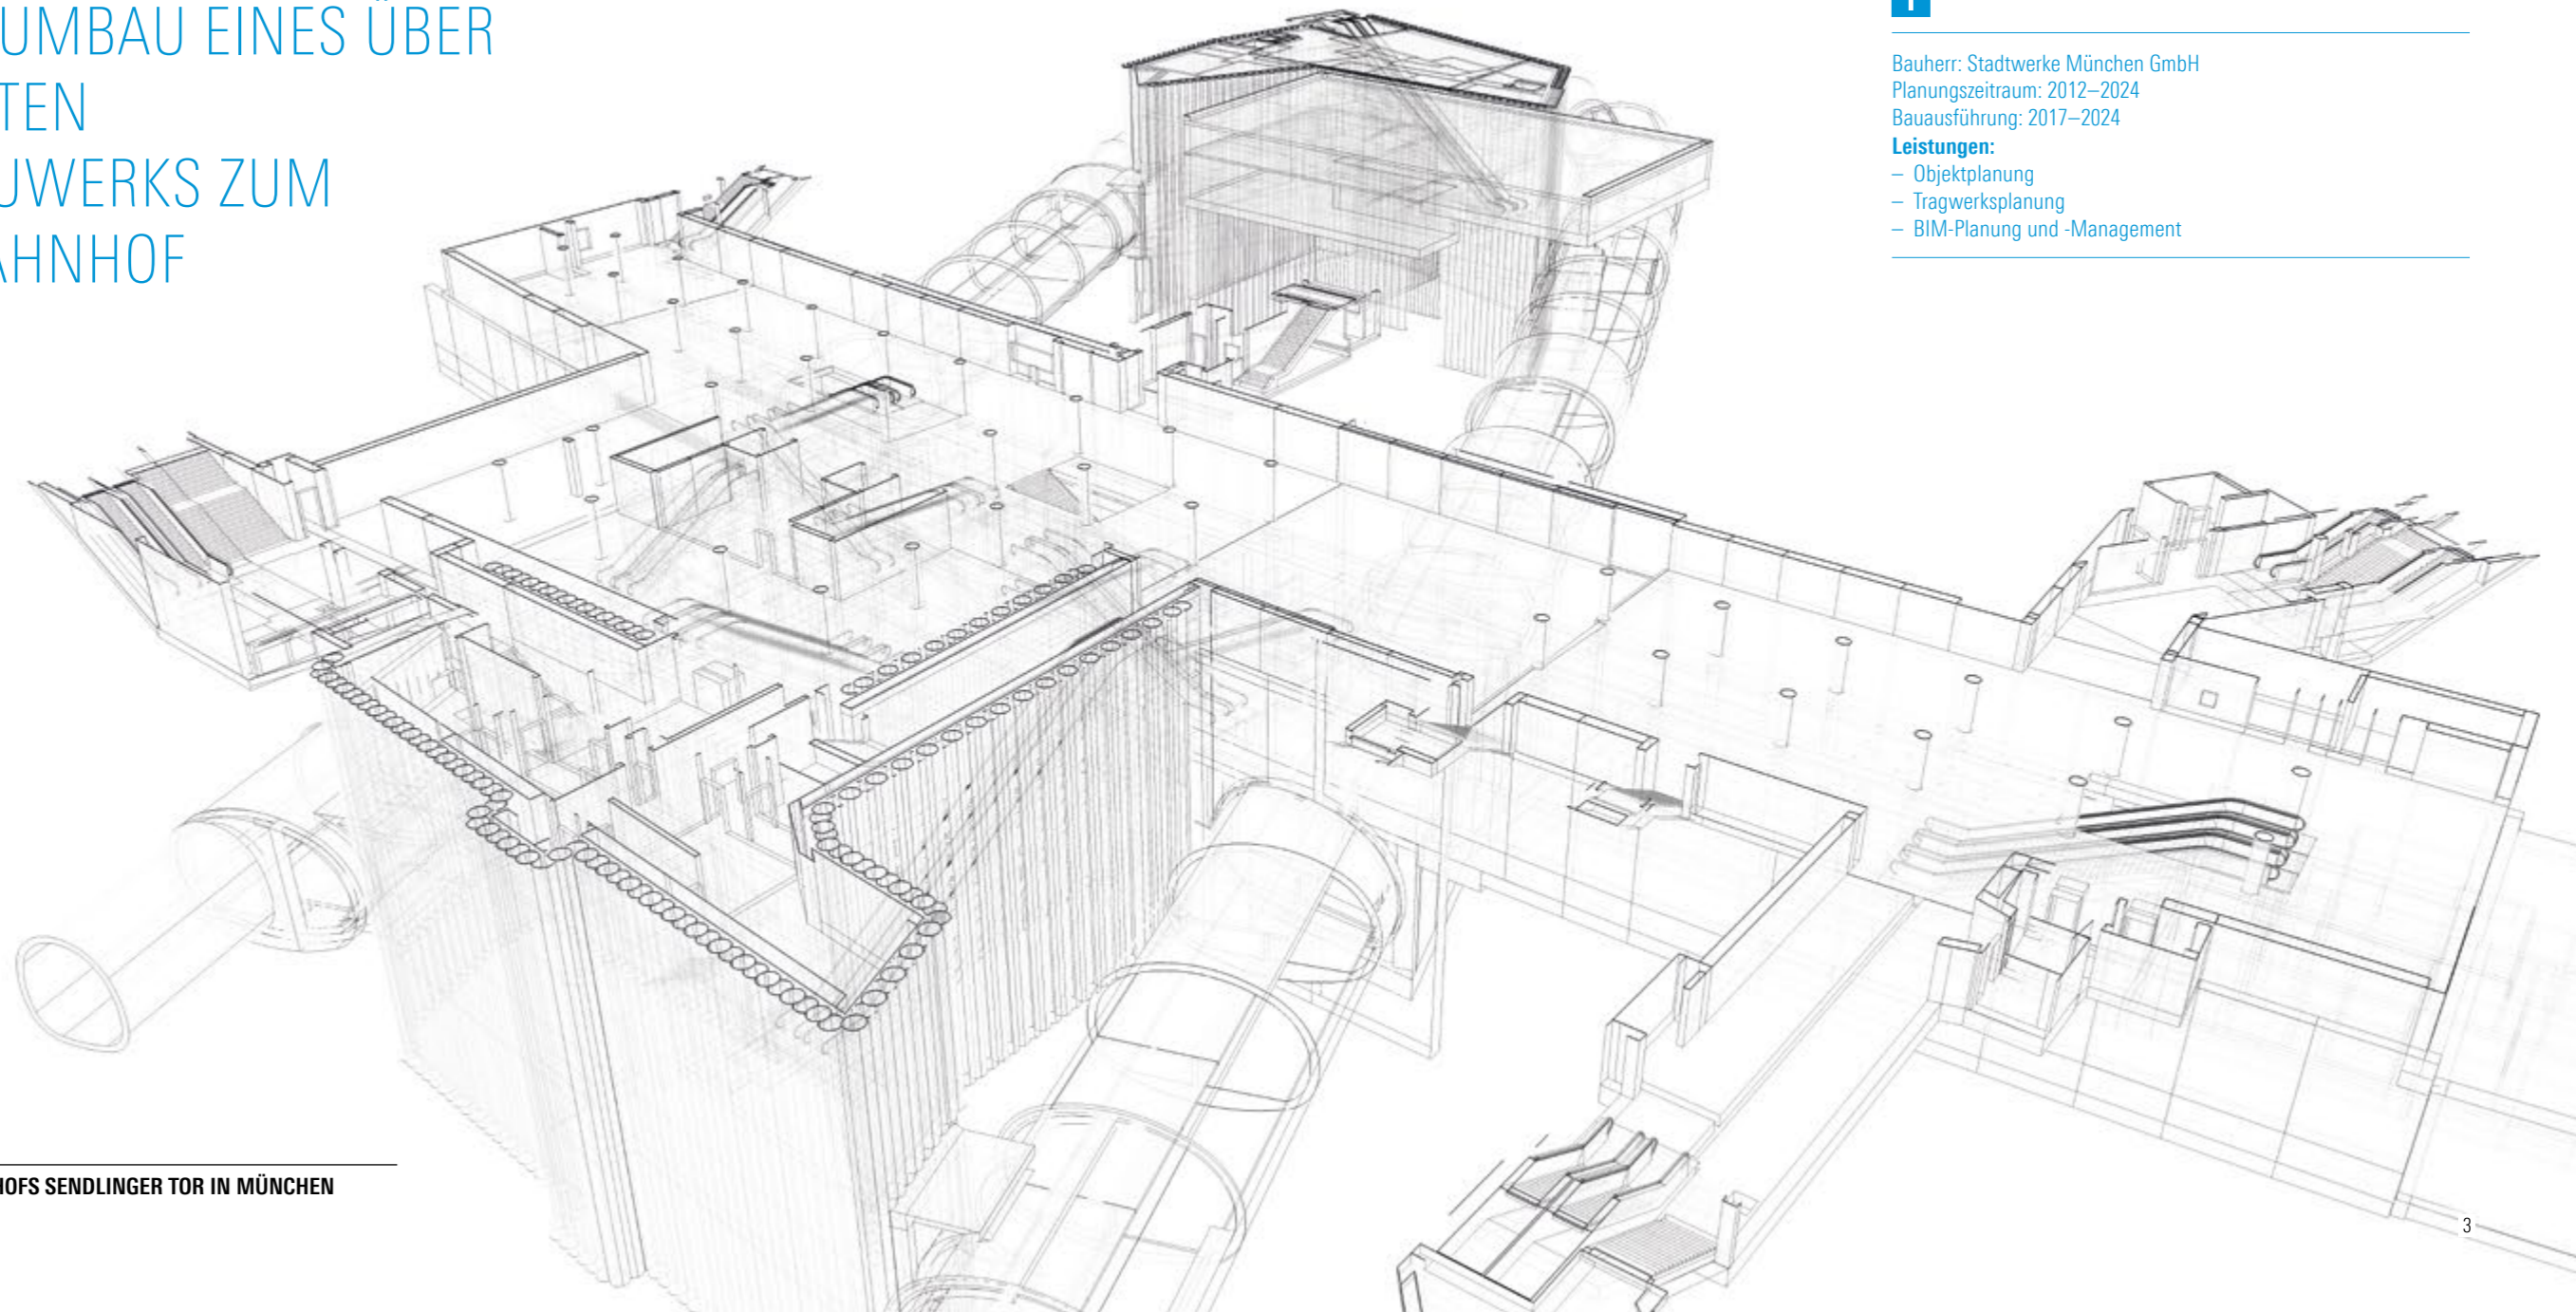 UMBAU EINES ÜBER
TEN
UWERKS ZUM
AHNHOF
Bauherr: Stadtwerke München GmbH
Planungszeitraum: 2012–2024
Bauausführung: 2017–2024
Leistungen:
– Objektplanung
– Tragwerksplanung
– BIM-Planung und -Management
HOFS SENDLINGER TOR IN MÜNCHEN
3